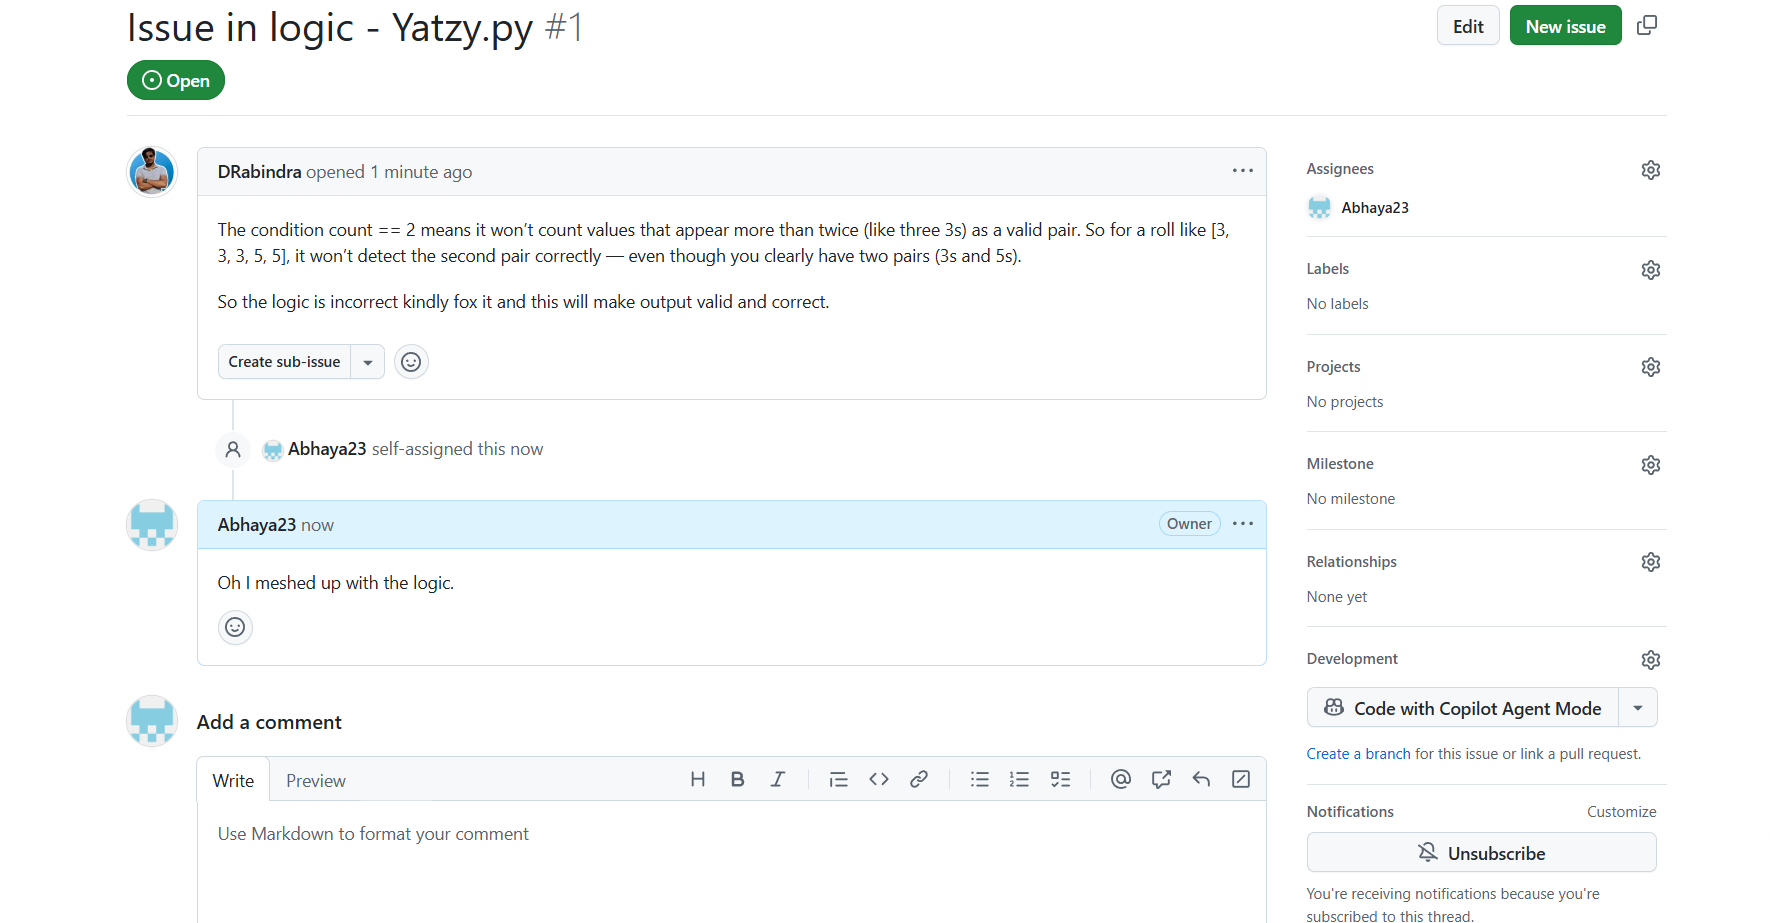 Issue in logic - Yatzy.py #1
Edit
New issue
Open
DRabindra opened 1 minute ago
The condition count == 2 means it won’t count values that appear more than twice (like three 3s) as a valid pair. So for a roll like [3,
3, 3, 5, 5], it won’t detect the second pair correctly — even though you clearly have two pairs (3s and 5s).
So the logic is incorrect kindly fox it and this will make output valid and correct.
Create sub-issue
Abhaya23 self-assigned this now
Abhaya23 now
Owner
Oh I meshed up with the logic.
Add a comment
Write
Preview
Use Markdown to format your comment
Assignees
Abhaya23
Labels
No labels
Projects
No projects
Milestone
No milestone
Relationships
None yet
Development
Code with Copilot Agent Mode
Create a branch for this issue or link a pull request.
Notifications
Customize
Unsubscribe
You're receiving notifications because you're
subscribed to this thread.